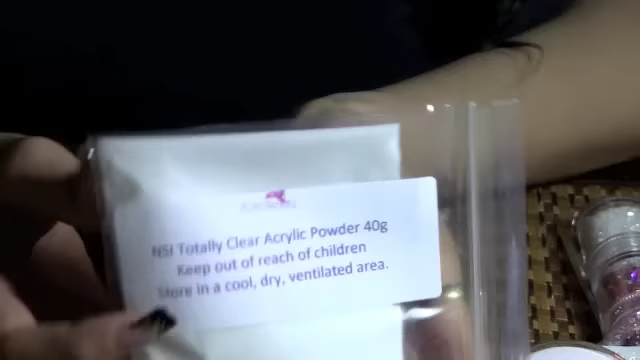 NSI Totally Clear Acrylic Powder 40g
Keep out of reach of children
Store in a cool, dry, ventilated area.